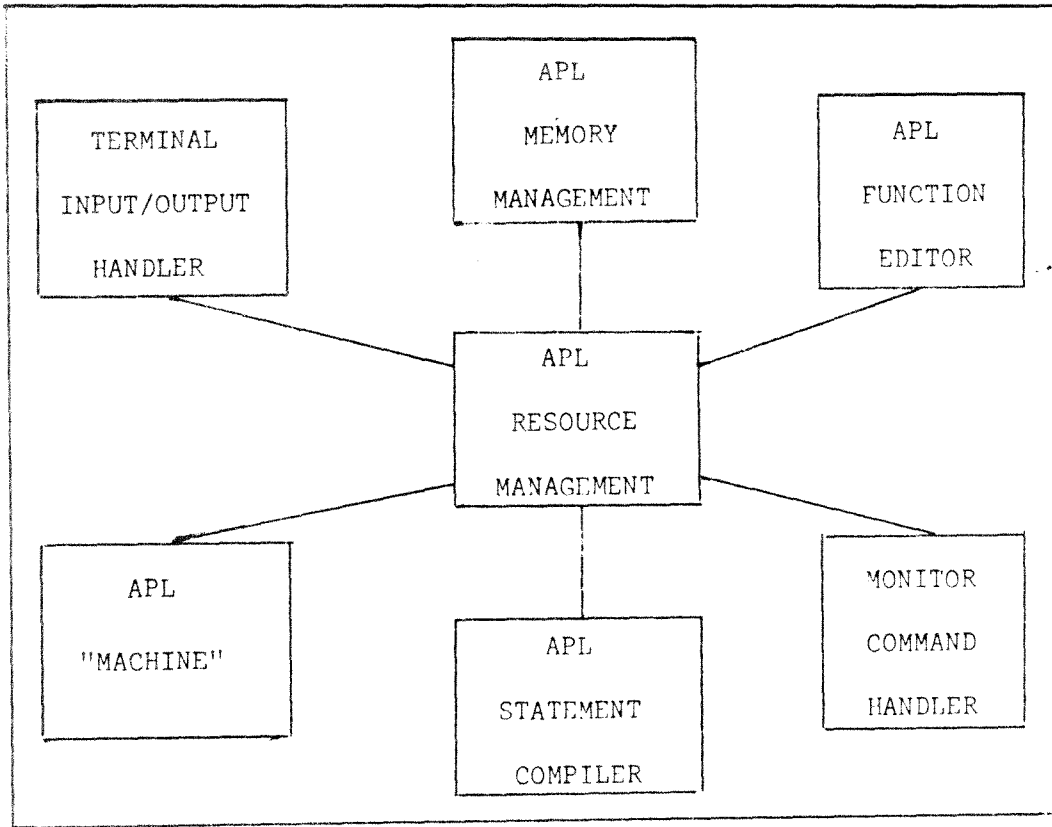 TERMINAL
INPUT/OUTPUT
HANDLER
APL
MEMORY
MANAGEMENT
APL
FUNCTION
EDITOR
APL
RESOURCE
MANAGEMENT
APL
"MACHINE"
APL
STATEMENT
COMPILER
MONITOR
COMMAND
HANDLER